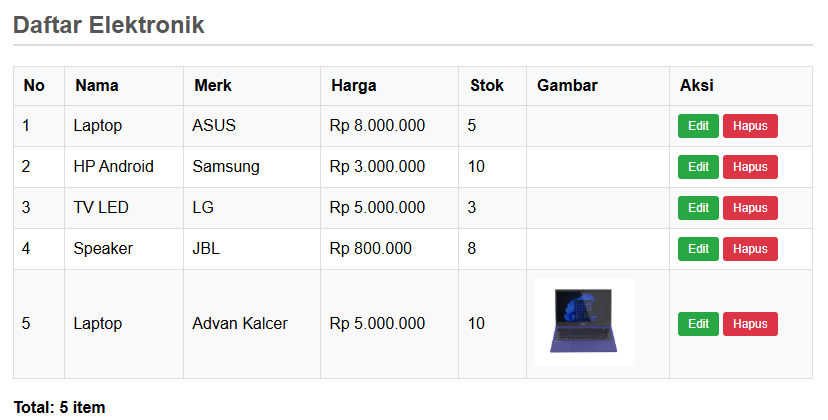 Daftar Elektronik
No Nama Merk Harga Stok Gambar Aksi
1 Laptop ASUS Rp 8.000.000 5 Edit Hapus
2 HP Android Samsung Rp 3.000.000 10 Edit Hapus
3 TV LED LG Rp 5.000.000 3 Edit Hapus
4 Speaker JBL Rp 800.000 8 Edit Hapus
5 Laptop Advan Kalcer Rp 5.000.000 10 Edit Hapus
Total: 5 item